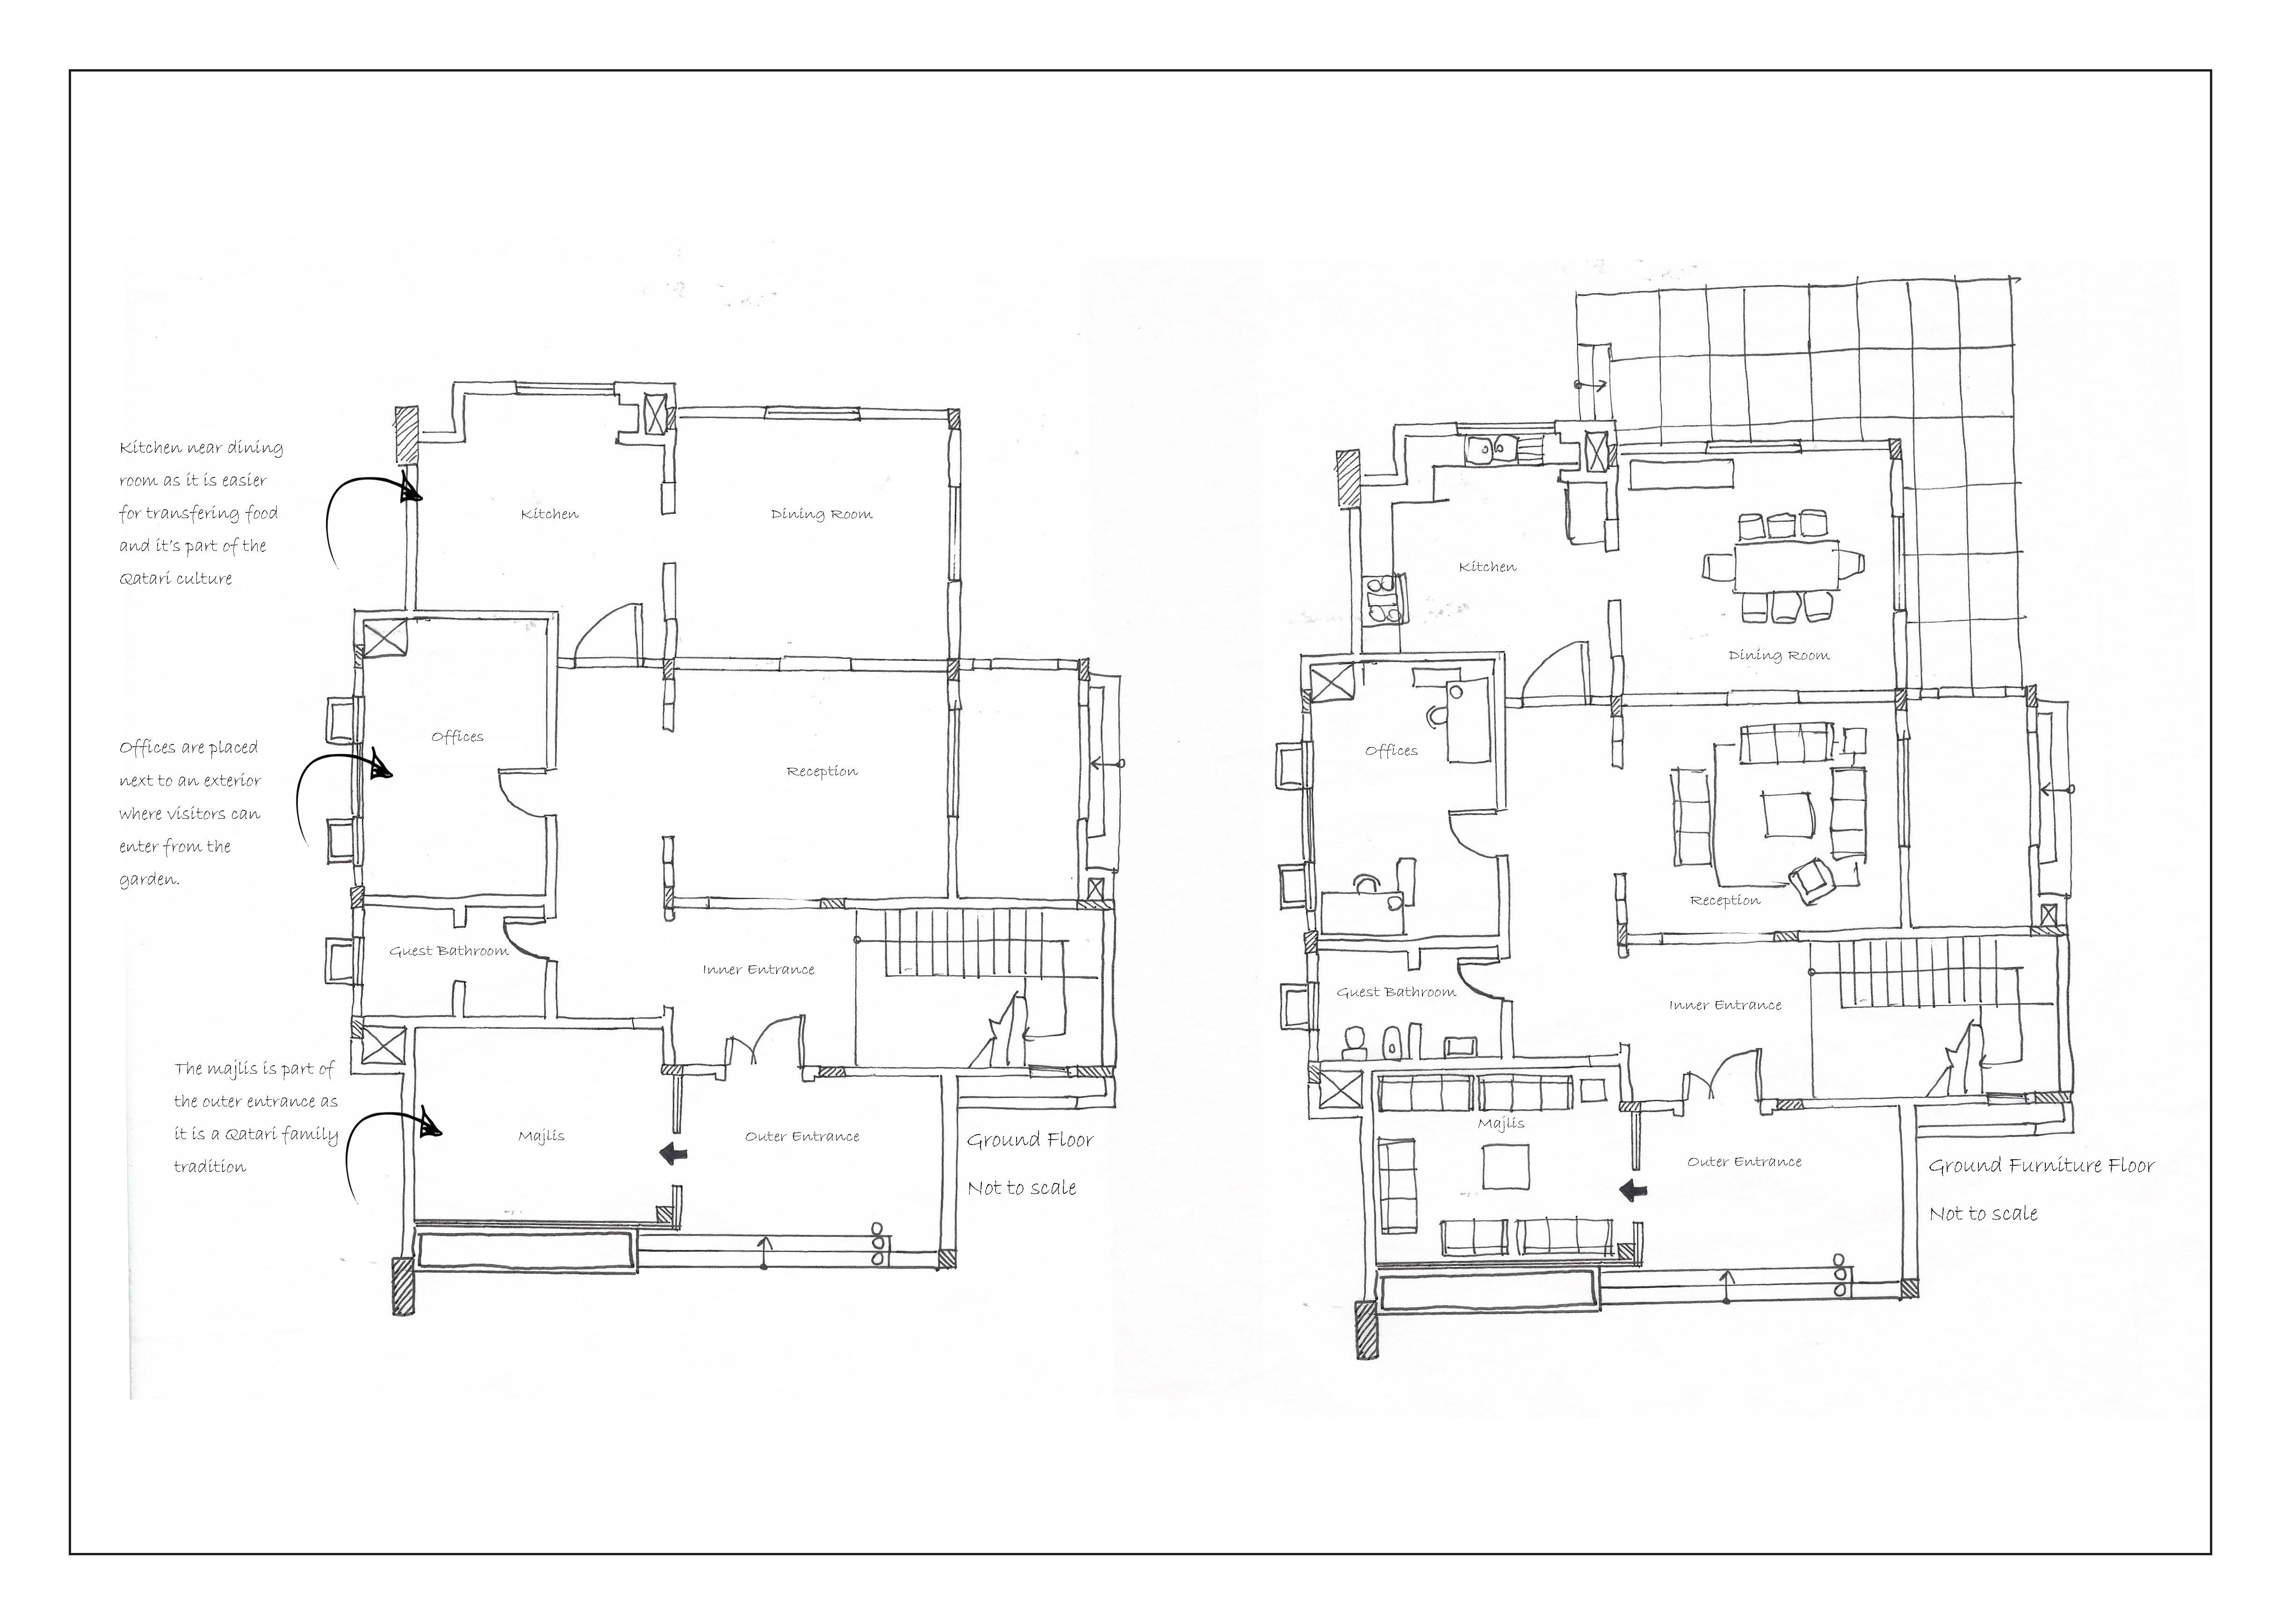 Kitchen near dining
room as it is easier
for transfering food
and it's part of the
Qatari culture
Offices are placed
next to an exterior
where visitors can
enter from the
garden.
The majlis is part of
the outer entrance as
it is a Qatari family
tradition
Kitchen
Dining Room
Offices
Reception
Guest Bathroom
Inner Entrance
Majlis
Outer Entrance
Ground Floor
Not to scale
Kitchen
Dining Room
Offices
Reception
Guest Bathroom
Inner Entrance
Majlis
Outer Entrance
Ground Furniture Floor
Not to scale